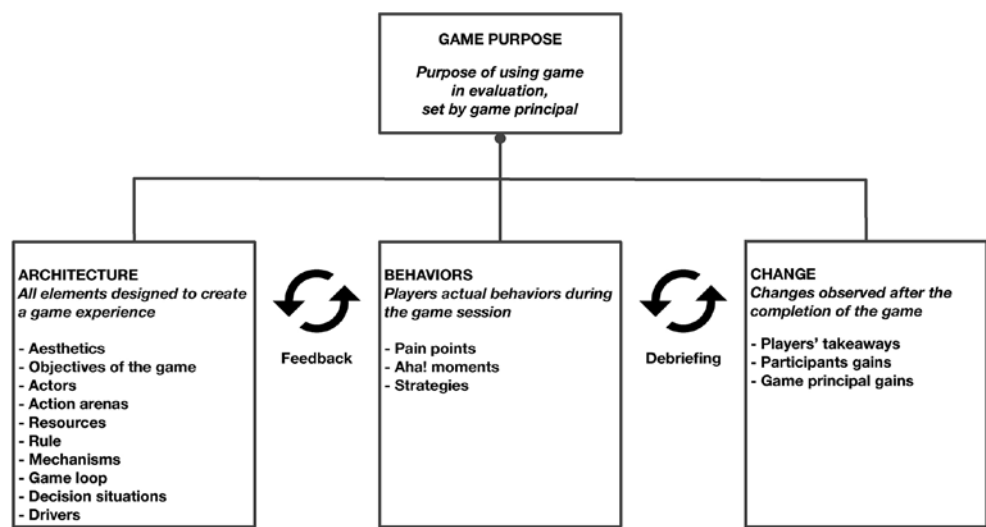 GAME PURPOSE
Purpose of using game
in evaluation,
set by game principal
ARCHITECTURE
All elements designed to create
a game experience
- Aesthetics
- Objectives of the game
- Actors
- Action arenas
- Resources
- Rule
- Mechanisms
- Game loop
- Decision situations
- Drivers
Feedback
BEHAVIORS
Players actual behaviors during
the game session
- Pain points
- Aha! moments
- Strategies
Debriefing
CHANGE
Changes observed after the
completion of the game
- Players' takeaways
- Participants gains
- Game principal gains